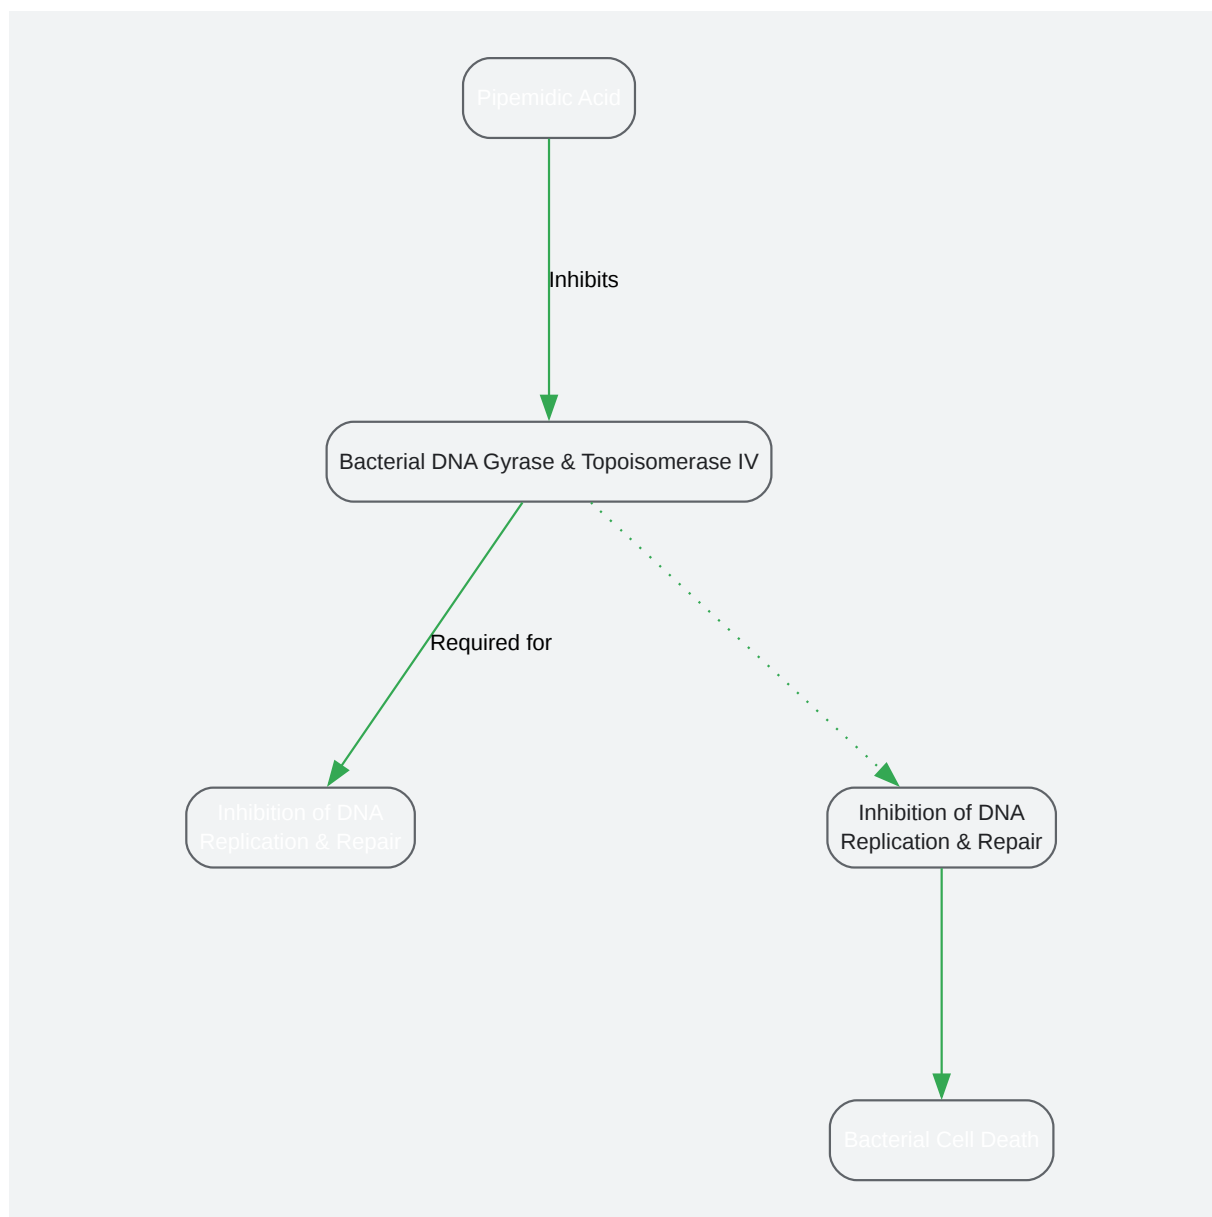 Pipemidic Acid
Inhibits
Bacterial DNA Gyrase & Topoisomerase IV
Required for
Inhibition of DNA
Replication & Repair
Inhibition of DNA
Replication & Repair
Bacterial Cell Death